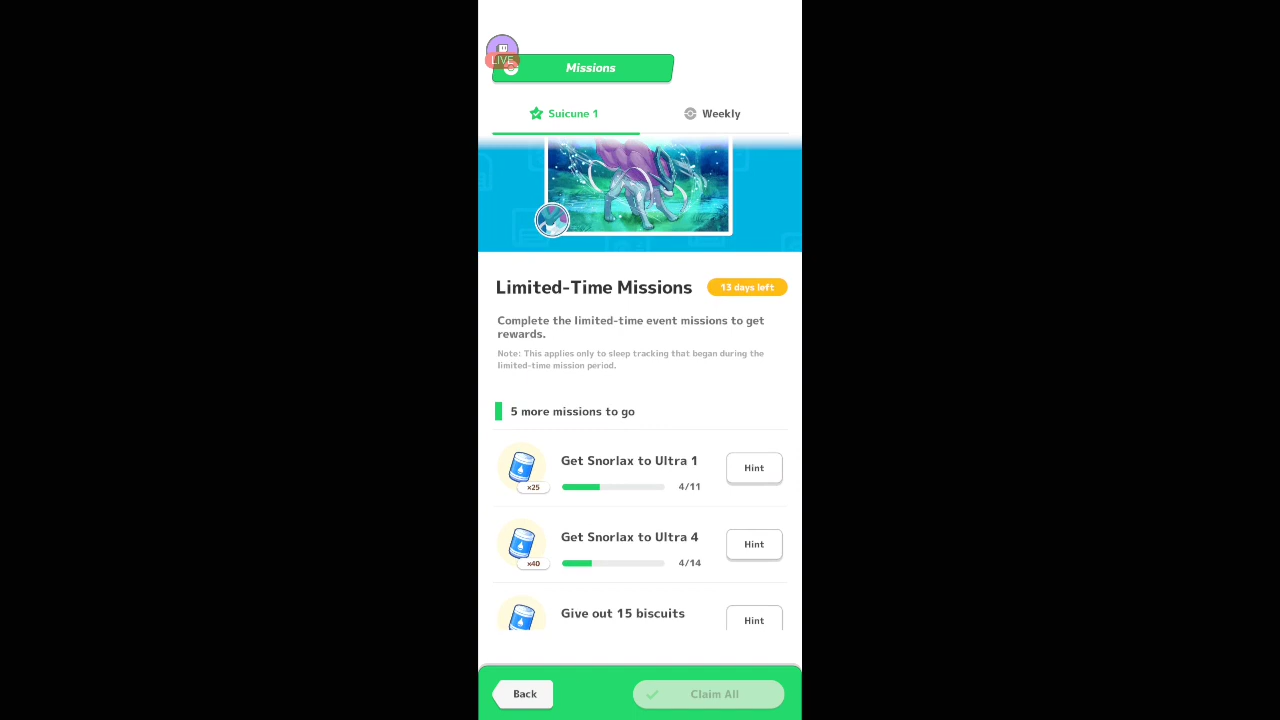 LIVE
Missions
Suicune 1
Weekly
Limited-Time Missions
13 days left
Complete the limited-time event missions to get
rewards.
Note: This applies only to sleep tracking that began during the
limited-time mission period.
5 more missions to go
Get Snorlax to Ultra 1
×25
4/11
Hint
Get Snorlax to Ultra 4
×40
4/14
Hint
Give out 15 biscuits
Hint
Back
Claim All